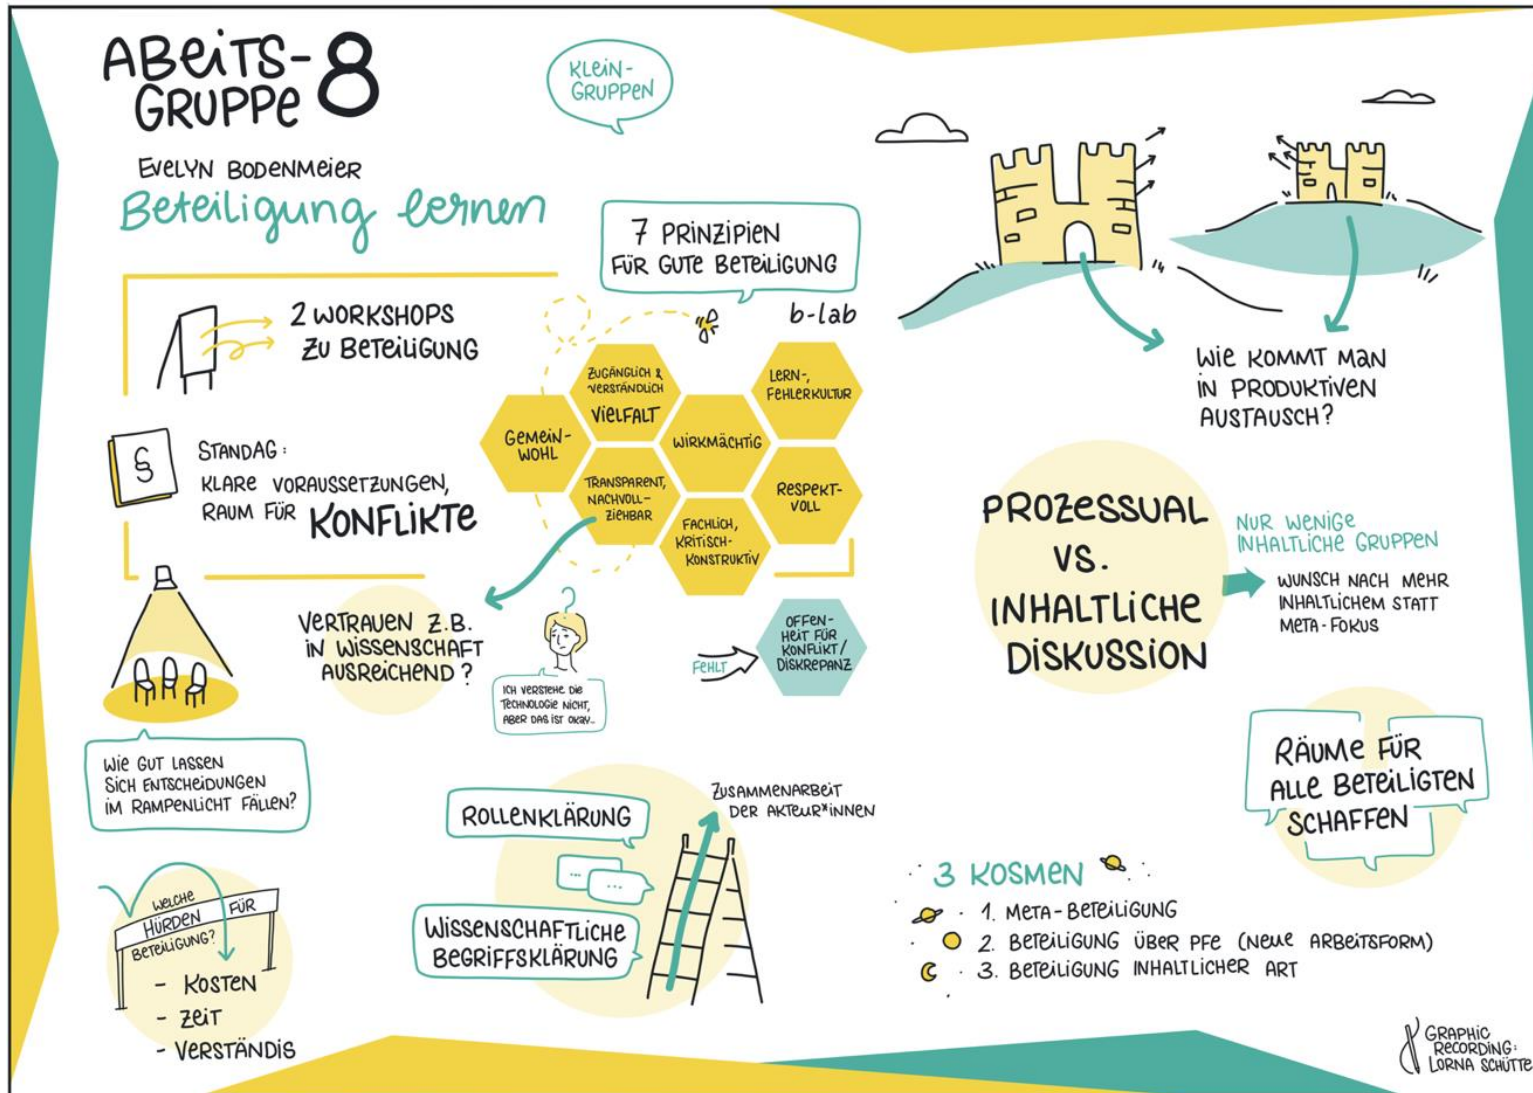 ABEITS-
GRUPPE 8
EVELYN BODENMEIER
Beteiligung lernen
KLEIN-
GRUPPEN
2 WORKSHOPS
ZU BETEILIGUNG
§
STANDAG:
KLARE VORAUSSETZUNGEN,
RAUM FÜR KONFLIKTE
7 PRINZIPIEN
FÜR GUTE BETEILIGUNG
b-lab
GEMEIN-
WOHL
ZUGÄNGLICH &
VERSTÄNDLICH
VIELFALT
TRANSPARENT,
NACHVOLL-
ZIEHBAR
WIRKMÄCHTIG
FACHLICH,
KRITISCH-
KONSTRUKTIV
LERN-,
FEHLERKULTUR
RESPEKT-
VOLL
FEHLT
OFFEN-
HEIT FÜR
KONFLIKT/
DISKREPANZ
VERTRAUEN Z.B.
IN WISSENSCHAFT
AUSREICHEND?
ICH VERSTEHE DIE
TECHNOLOGIE NICHT,
ABER DAS IST OKAY...
WIE GUT LASSEN
SICH ENTSCHEIDUNGEN
IM RAMPENLICHT FÄLLEN?
WELCHE
HÜRDEN FÜR
BETEILIGUNG?
- KOSTEN
- ZEIT
- VERSTÄNDIS
ROLLENKLÄRUNG
...
...
WISSENSCHAFTLICHE
BEGRIFFSKLÄRUNG
ZUSAMMENARBEIT
DER AKTEUR*INNEN
WIE KOMMT MAN
IN PRODUKTIVEN
AUSTAUSCH?
PROZESSUAL
VS.
INHALTLICHE
DISKUSSION
NUR WENIGE
INHALTLICHE GRUPPEN
WUNSCH NACH MEHR
INHALTLICHEM STATT
META-FOKUS
RÄUME FÜR
ALLE BETEILIGTEN
SCHAFFEN
3 KOSMEN
1. META-BETEILIGUNG
2. BETEILIGUNG ÜBER PFE (NEUE ARBEITSFORM)
3. BETEILIGUNG INHALTLICHER ART
GRAPHIC
RECORDING:
LORNA SCHÜTTE